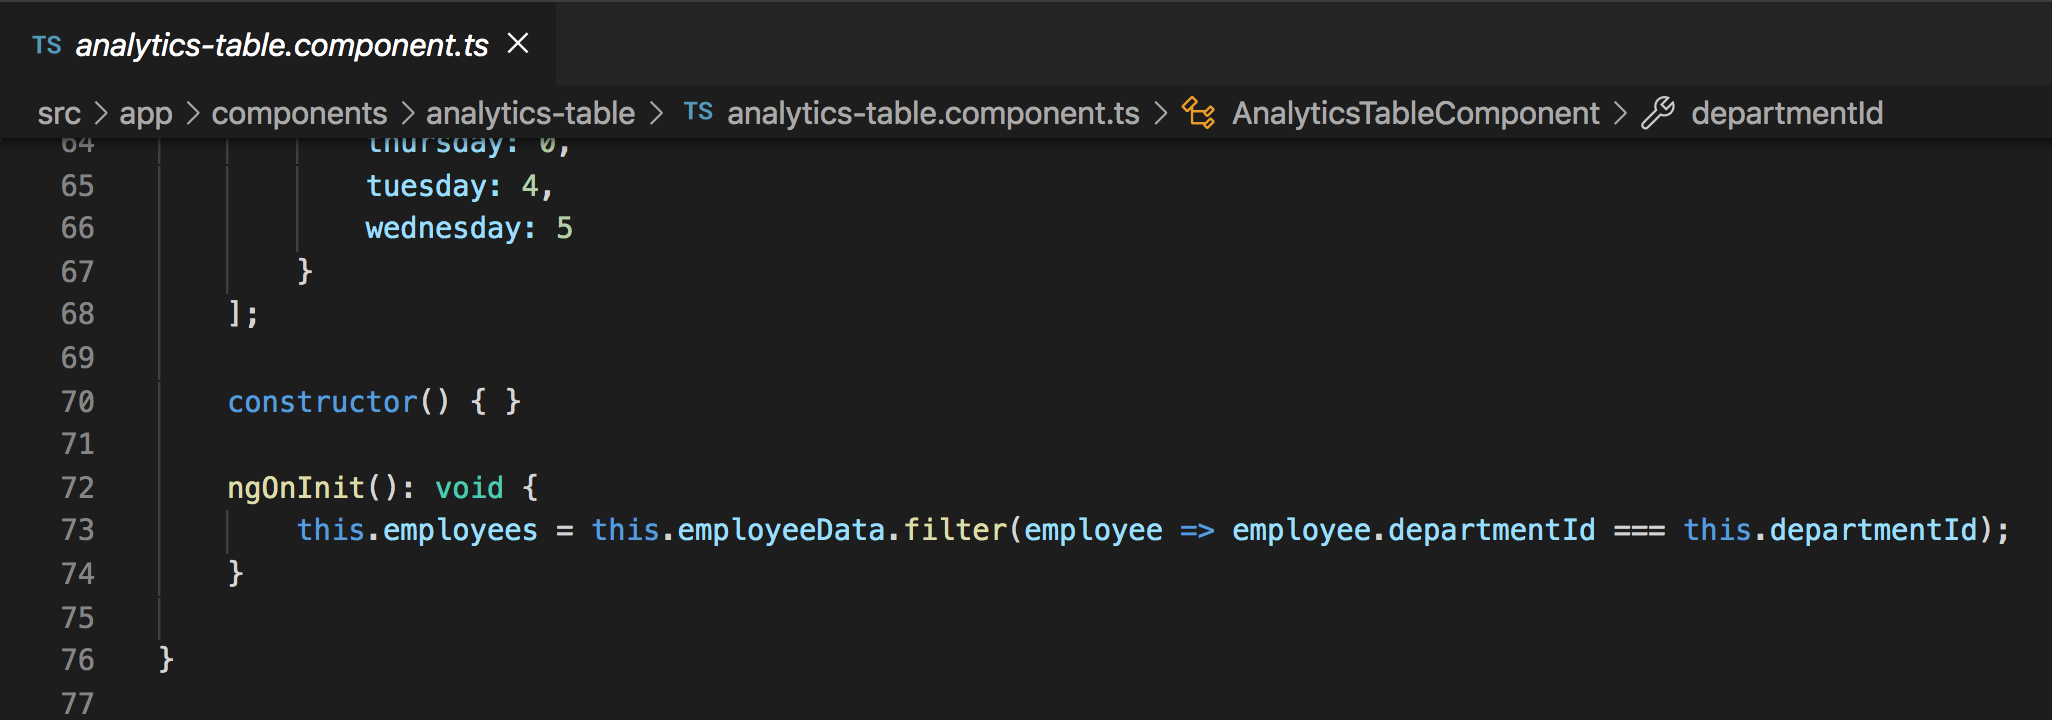 TS analytics-table.component.ts ×
src > app > components > analytics-table > TS analytics-table.component.ts > AnalyticsTableComponent > departmentId
64 thursday: 0,
65 tuesday: 4,
66 wednesday: 5
67 }
68 ];
69
70 constructor() { }
71
72 ngOnInit(): void {
73 this.employees = this.employeeData.filter(employee => employee.departmentId === this.departmentId);
74 }
75
76 }
77